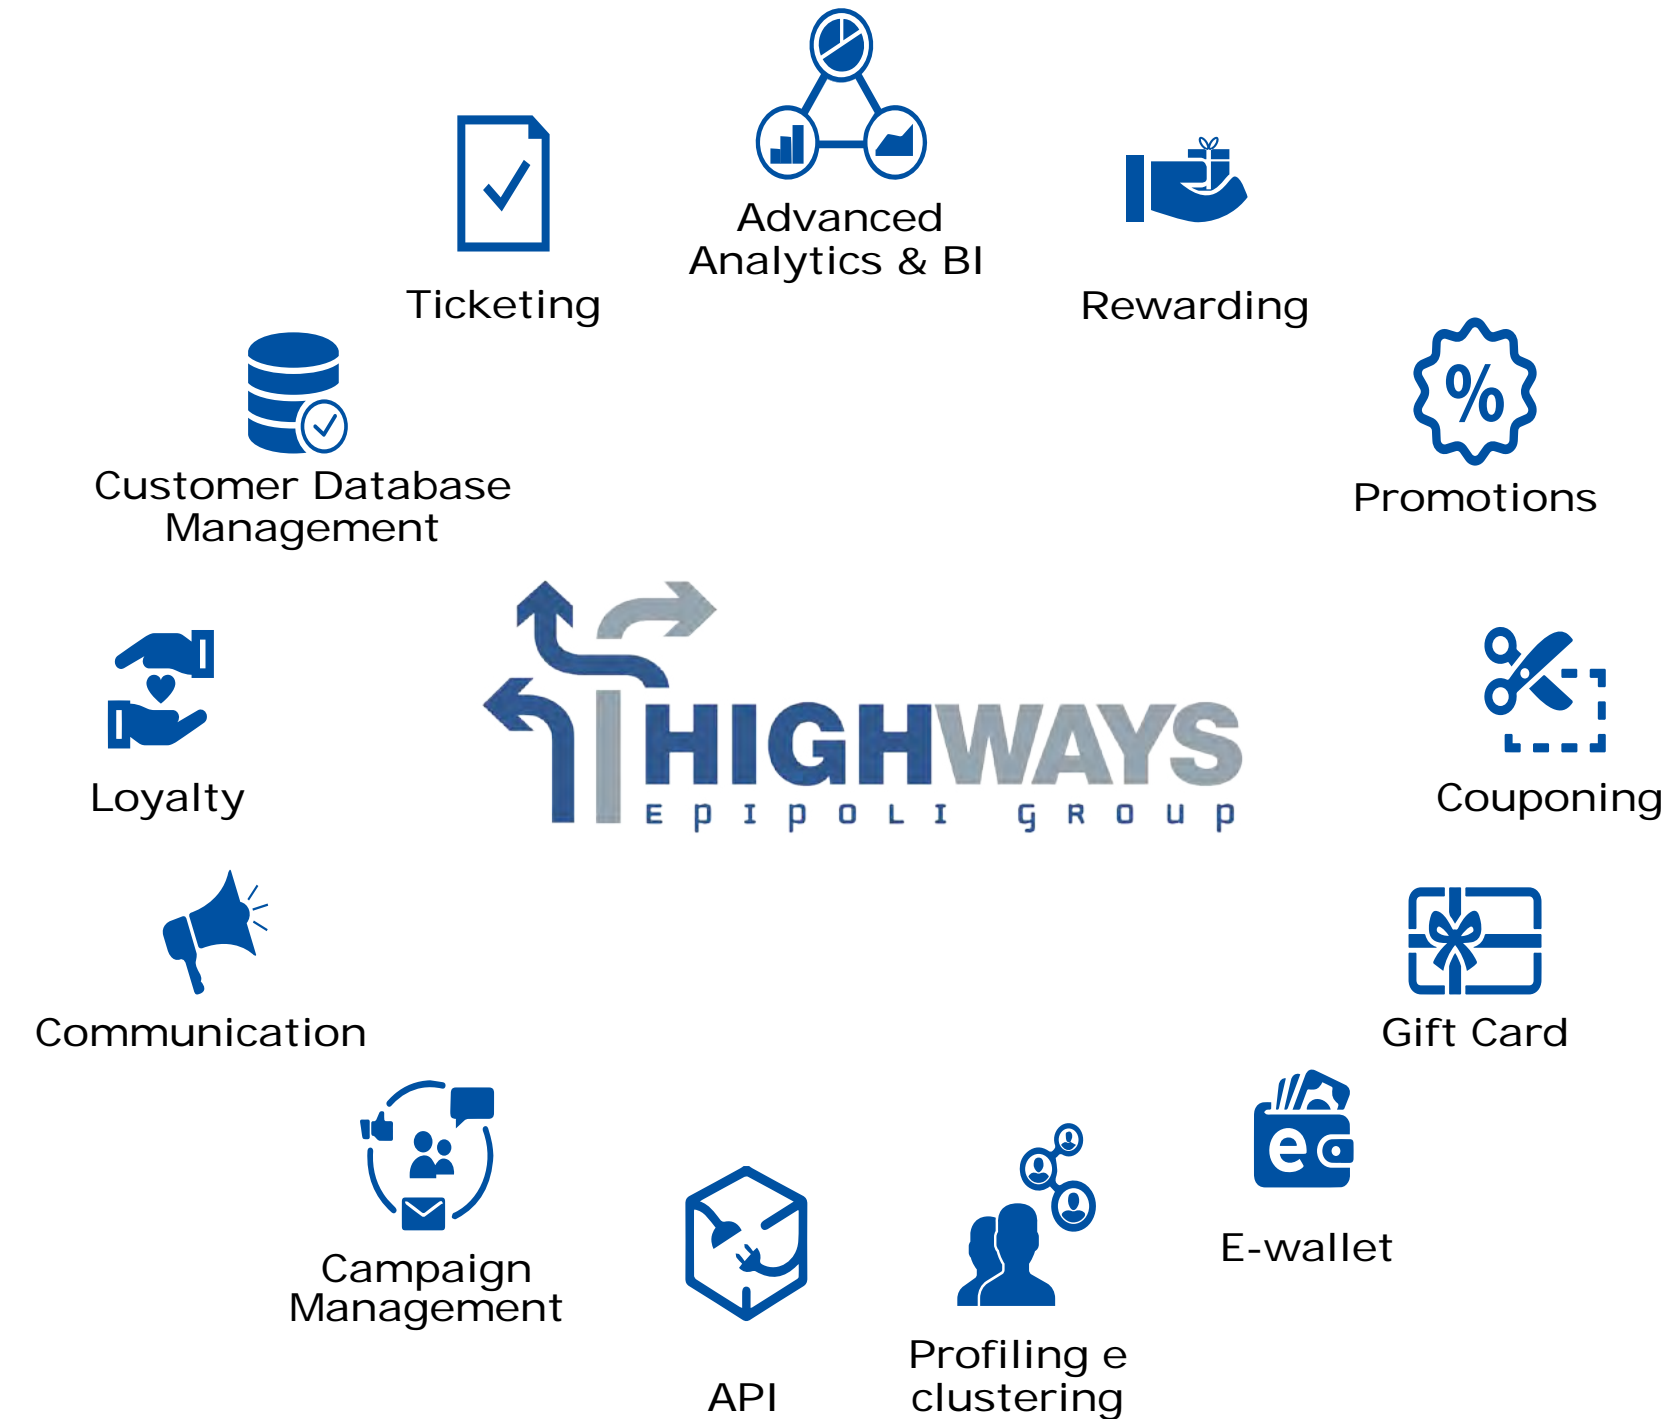 Advanced
Analytics & BI
Ticketing
Rewarding
%
Customer Database
Management
Promotions
HIGHWAYS
EPIPOLI GROUP
Loyalty
Couponing
Communication
Gift Card
e
E-wallet
Campaign
Management
Profiling e
clustering
API